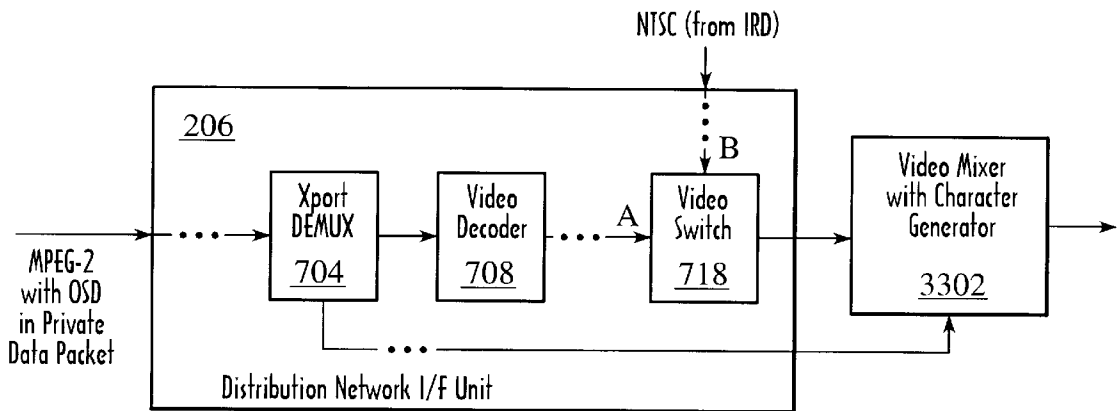 NTSC (from IRD)
206
B
Xport
DEMUX
704
Video
Decoder
708
A
Video
Switch
718
Video Mixer
with Character
Generator
3302
MPEG-2
with OSD
in Private
Data Packet
Distribution Network I/F Unit